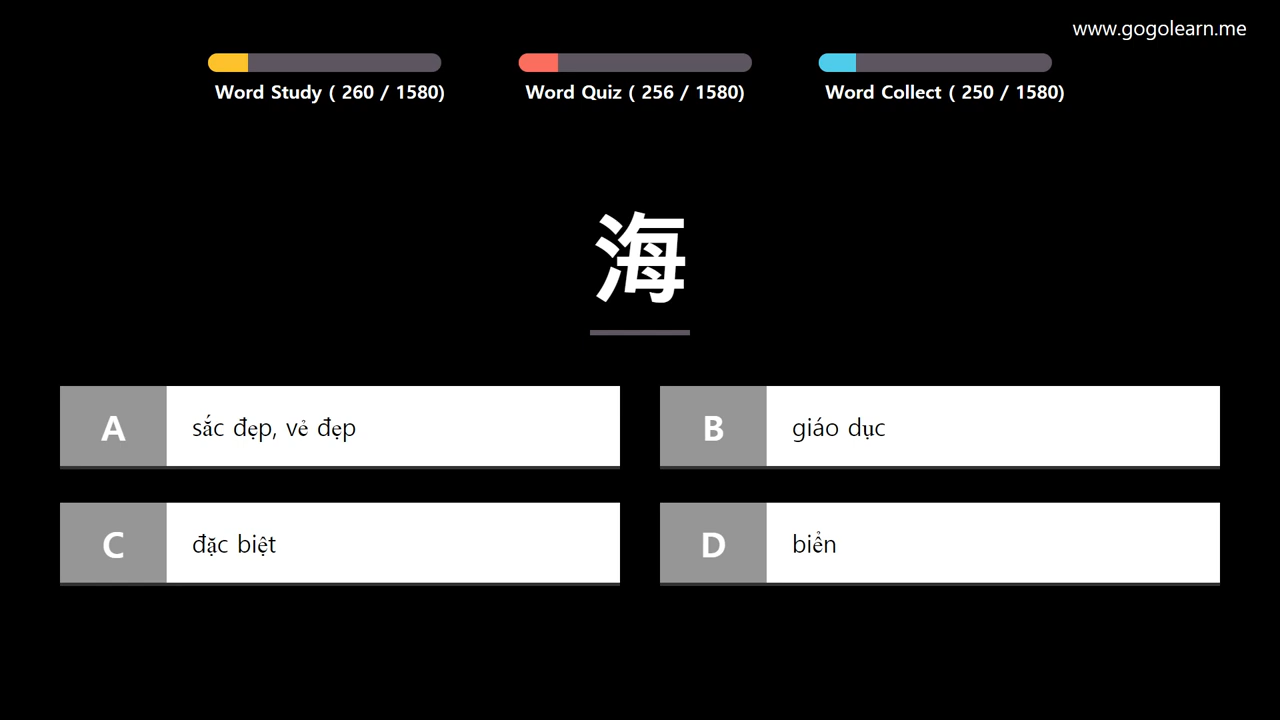 www.gogolearn.me
Word Study ( 260 / 1580)
Word Quiz ( 256 / 1580)
Word Collect ( 250 / 1580)
海
A
sắc đẹp, vẻ đẹp
B
giáo dục
C
đặc biệt
D
biển